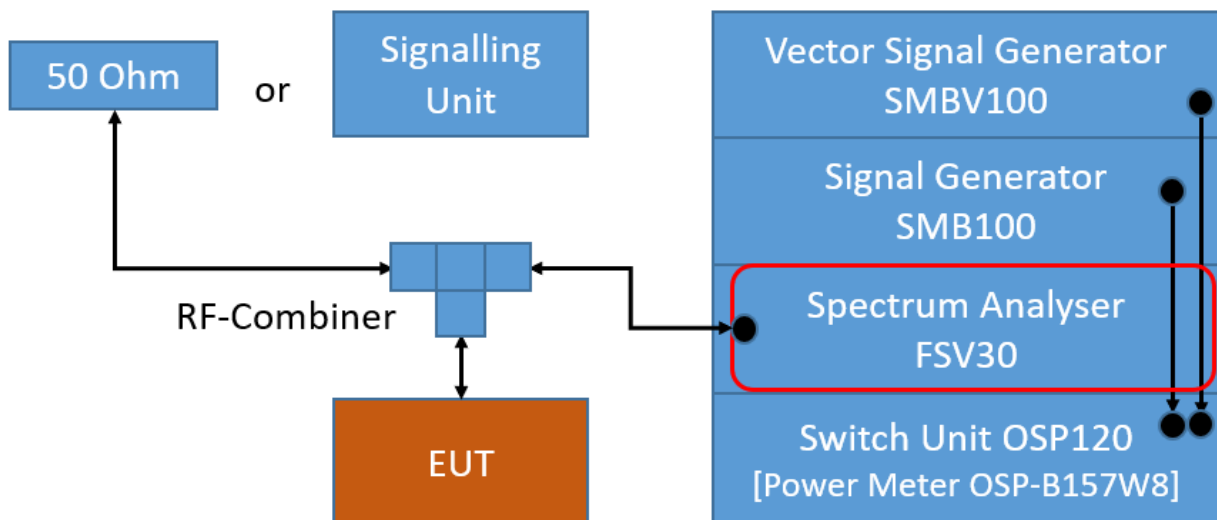 50 Ohm
or
Signalling
Unit
Vector Signal Generator
SMBV100
Signal Generator
SMB100
RF-Combiner
Spectrum Analyser
FSV30
EUT
Switch Unit OSP120
[Power Meter OSP-B157W8]